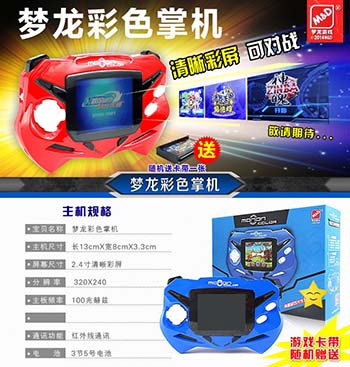 梦龙彩色掌机
M&D
梦龙游戏
©2014M&D
清晰彩屏 可对战
敬请期待...
送
随机送卡带一张
梦龙彩色掌机
主机规格
宝贝名称 梦龙彩色掌机
主机尺寸 长13cmX宽8cmX3.3cm
屏幕尺寸 2.4寸清晰彩屏
分辨率 320X240
主板频率 100兆赫兹
通讯功能 红外线通讯
电池 3节5号电池
COLOR
游戏卡带
随机赠送